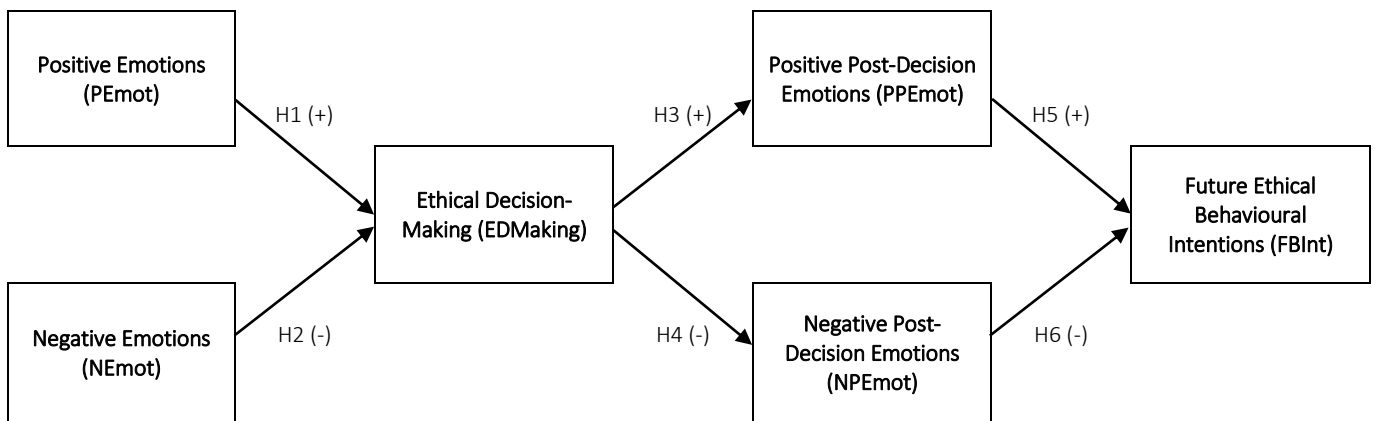 Positive Emotions
(PEmot)
H1 (+)
Negative Emotions
(NEmot)
H2 (-)
Ethical Decision-
Making (EDMaking)
H3 (+)
H4 (-)
Positive Post-Decision
Emotions (PPEmot)
Negative Post-
Decision Emotions
(NPEmot)
H5 (+)
H6 (-)
Future Ethical
Behavioural
Intentions (FBInt)